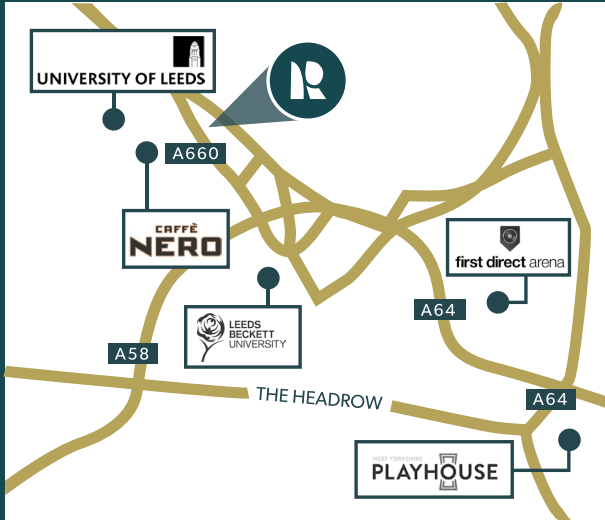 UNIVERSITY OF LEEDS
R
A660
CAFFÈ
NERO
first direct arena
LEEDS
BECKETT
UNIVERSITY
A64
A58
THE HEADROW
A64
WEST YORKSHIRE
PLAYHOUSE